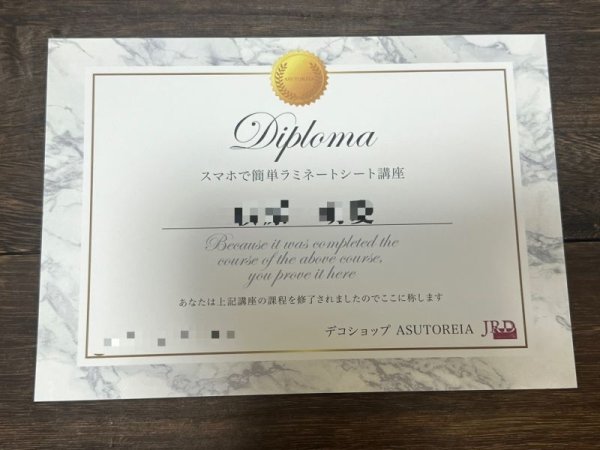 ASUTOREIA
Diploma
スマホで簡単ラミネートシート講座
Because it was completed the
course of the above course,
you prove it here
あなたは上記講座の課程を修了されましたのでここに称します
デコショップ ASUTOREIA JRD